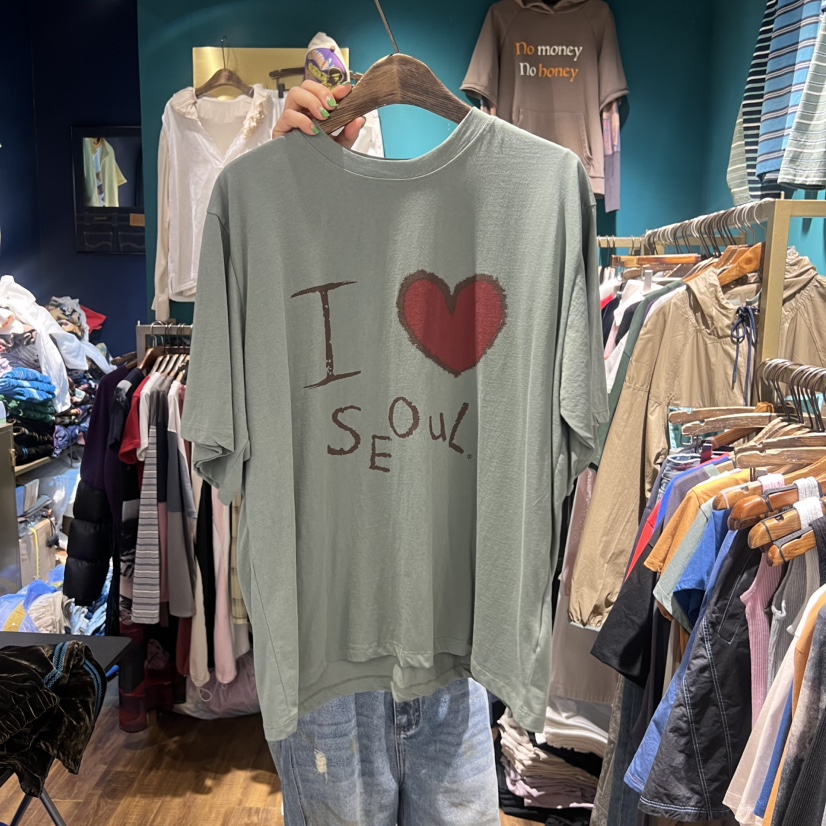 No money
No honey
I ❤
SEOuL.